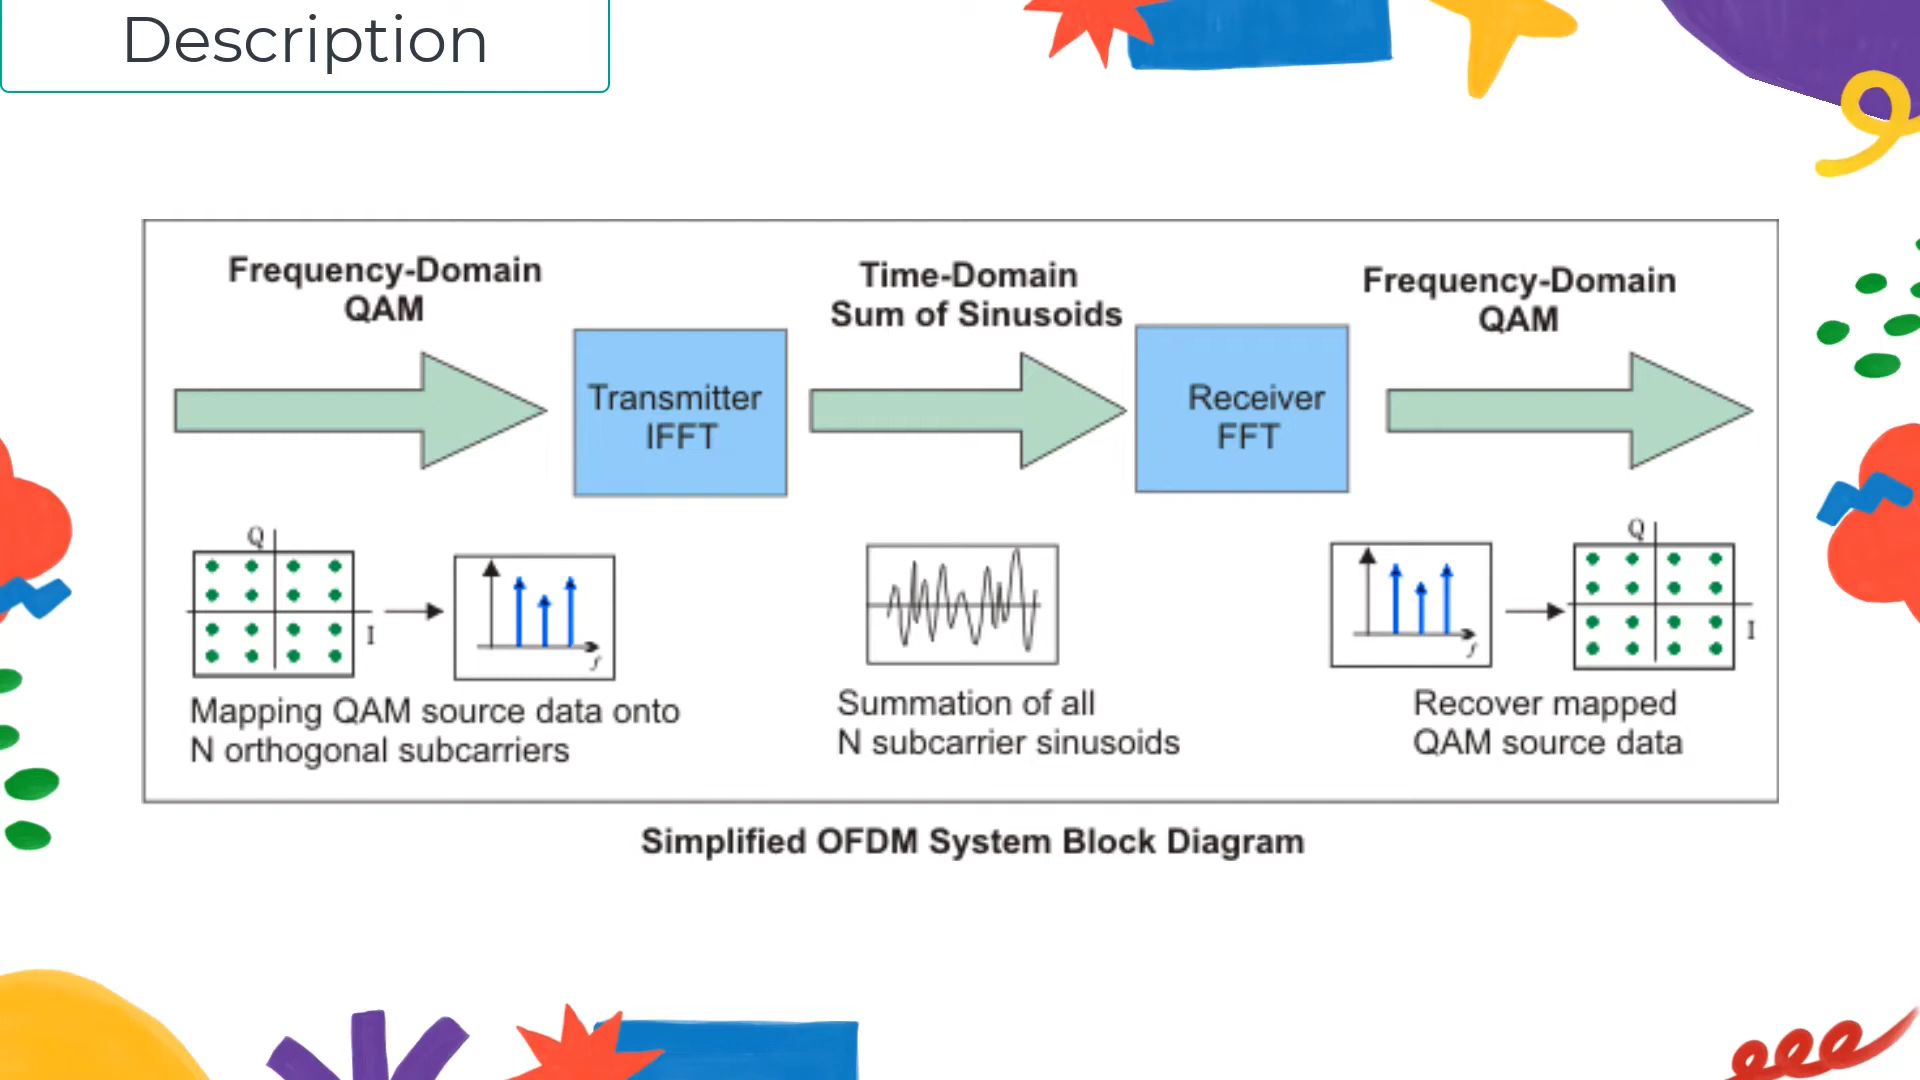 Description
Frequency-Domain
QAM
Time-Domain
Sum of Sinusoids
Frequency-Domain
QAM
Transmitter
IFFT
Receiver
FFT
Q
I
f
Q
I
f
Mapping QAM source data onto
N orthogonal subcarriers
Summation of all
N subcarrier sinusoids
Recover mapped
QAM source data
Simplified OFDM System Block Diagram